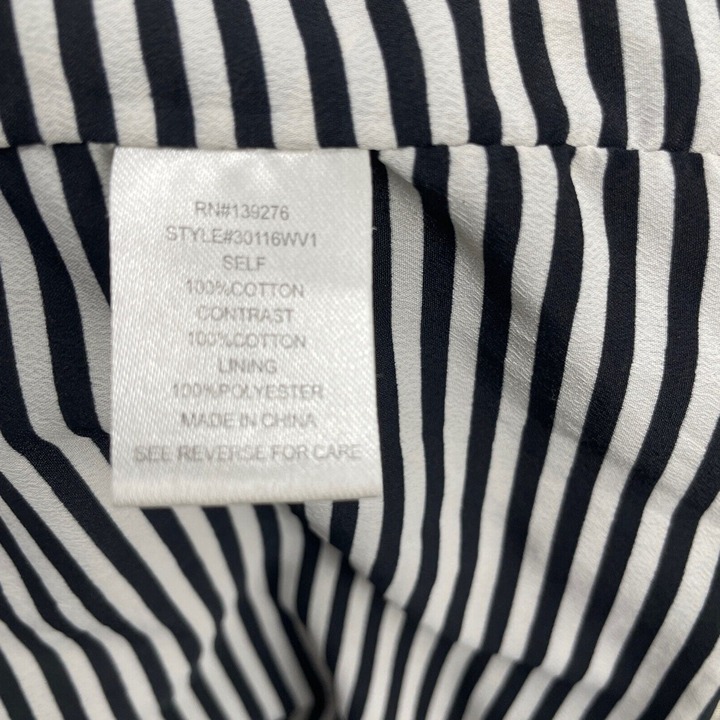 RN#139276
STYLE#30116WV1
SELF
100%COTTON
CONTRAST
100%COTTON
LINING
100%POLYESTER
MADE IN CHINA
SEE REVERSE FOR CARE